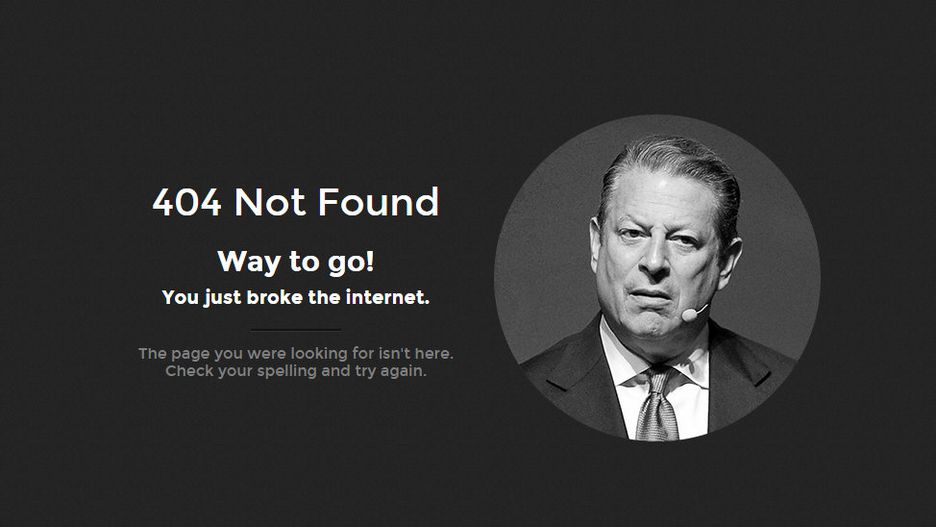 404 Not Found
Way to go!
You just broke the internet.
The page you were looking for isn't here.
Check your spelling and try again.